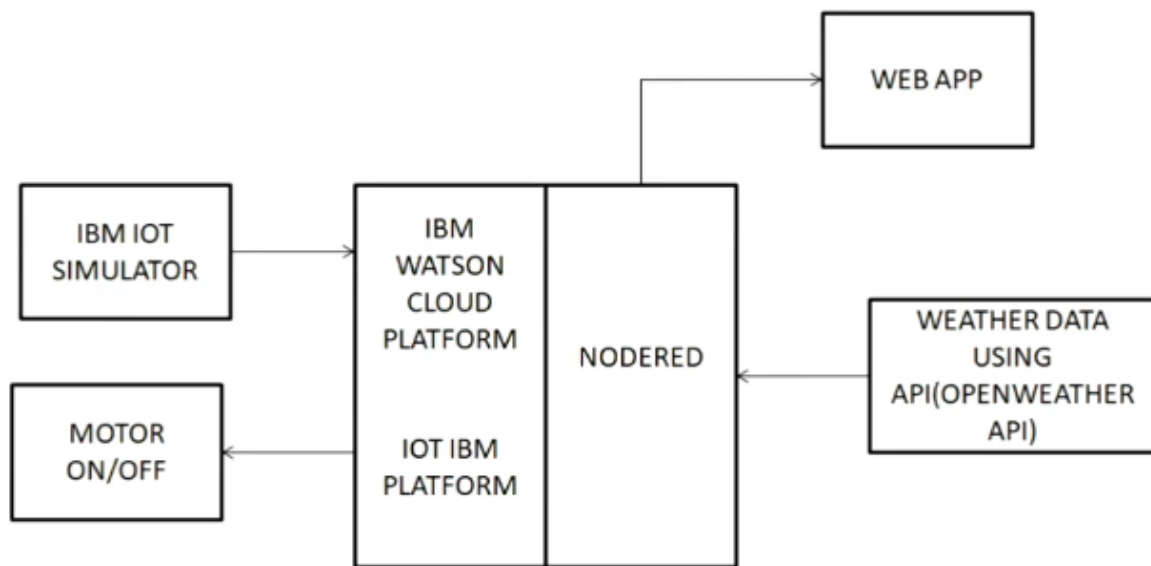 WEB APP
IBM IOT
SIMULATOR
IBM
WATSON
CLOUD
PLATFORM
NODERED
WEATHER DATA
USING
API(OPENWEATHER
API)
MOTOR
ON/OFF
IOT IBM
PLATFORM